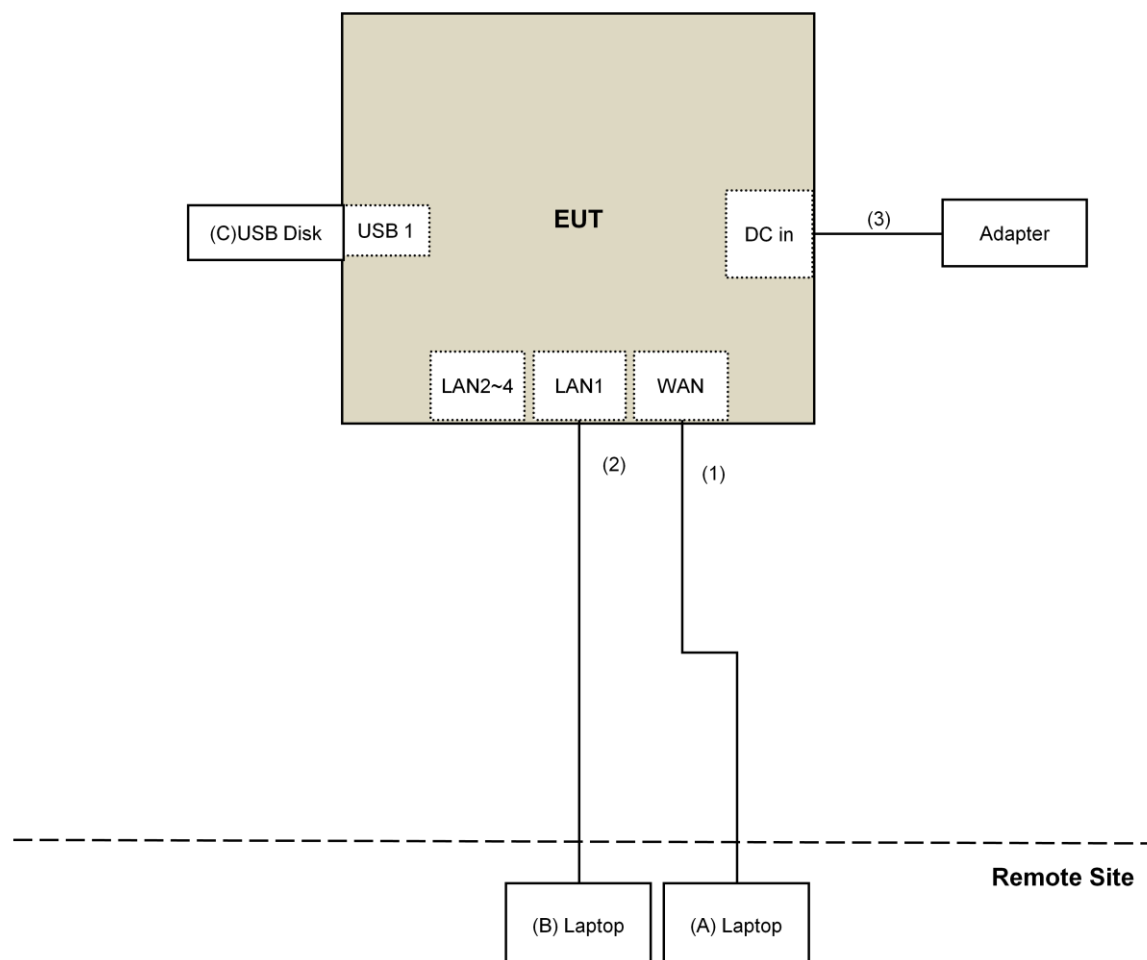 EUT
(C)USB Disk
USB 1
DC in
(3)
Adapter
LAN2~4
LAN1
WAN
(2)
(1)
Remote Site
(B) Laptop
(A) Laptop